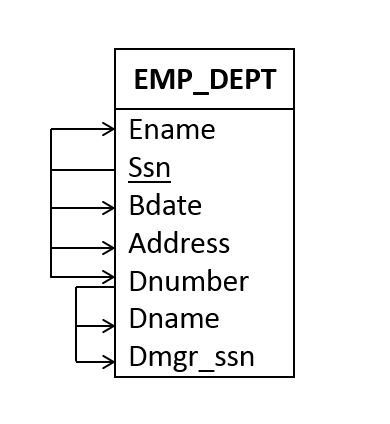 EMP_DEPT
Ename
Ssn
Bdate
Address
Dnumber
Dname
Dmgr_ssn